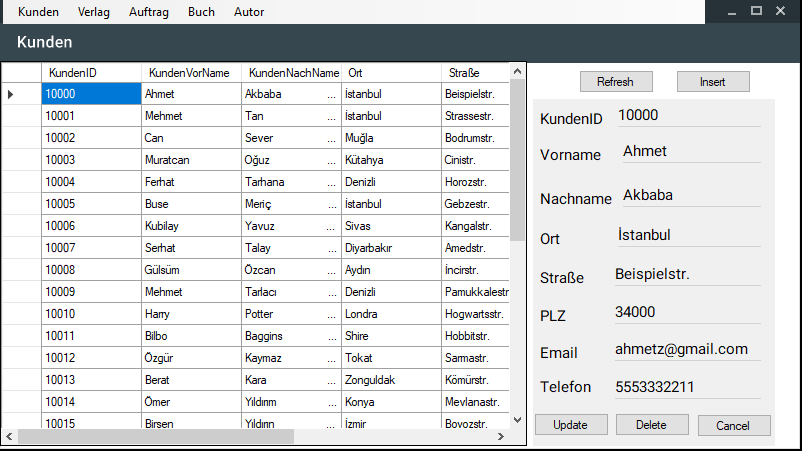 Kunden Verlag Auftrag Buch Autor
Kunden
KundenID KundenVorName KundenNachName Ort Straße
10000 Ahmet Akbaba ... İstanbul Beispielstr.
10001 Mehmet Tan ... İstanbul Strassestr.
10002 Can Sever ... Muğla Bodrumstr.
10003 Muratcan Oğuz ... Kütahya Cinistr.
10004 Ferhat Tarhana ... Denizli Horozstr.
10005 Buse Meriç ... İstanbul Gebzestr.
10006 Kubilay Yavuz ... Sivas Kangalstr.
10007 Serhat Talay ... Diyarbakır Amedstr.
10008 Gülsüm Özcan ... Aydın İncirstr.
10009 Mehmet Tarlacı ... Denizli Pamukkalestr
10010 Harry Potter ... Londra Hogwartsstr.
10011 Bilbo Baggins ... Shire Hobbitstr.
10012 Özgür Kaymaz ... Tokat Sarmastr.
10013 Berat Kara ... Zonguldak Kömürstr.
10014 Ömer Yıldırım ... Konya Mevlanastr.
10015 Birsen Yıldırın ... İzmir Boyozstr.
Refresh Insert
KundenID 10000
Vorname Ahmet
Nachname Akbaba
Ort İstanbul
Straße Beispielstr.
PLZ 34000
Email ahmetz@gmail.com
Telefon 5553332211
Update Delete Cancel